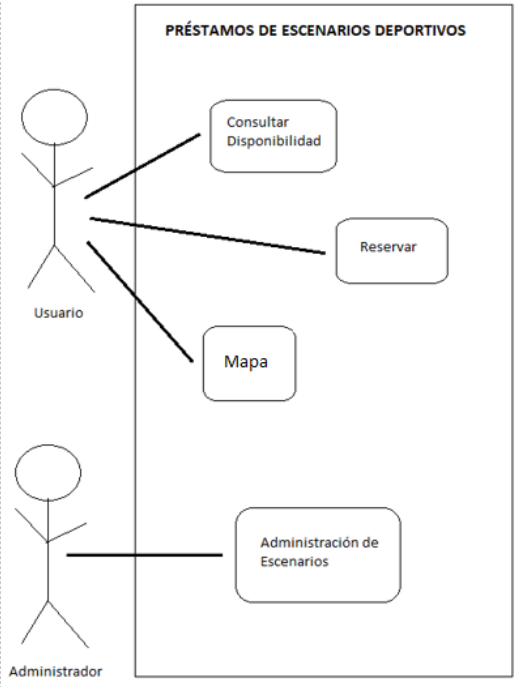 PRÉSTAMOS DE ESCENARIOS DEPORTIVOS
Consultar
Disponibilidad
Reservar
Usuario
Mapa
Administración de
Escenarios
Administrador